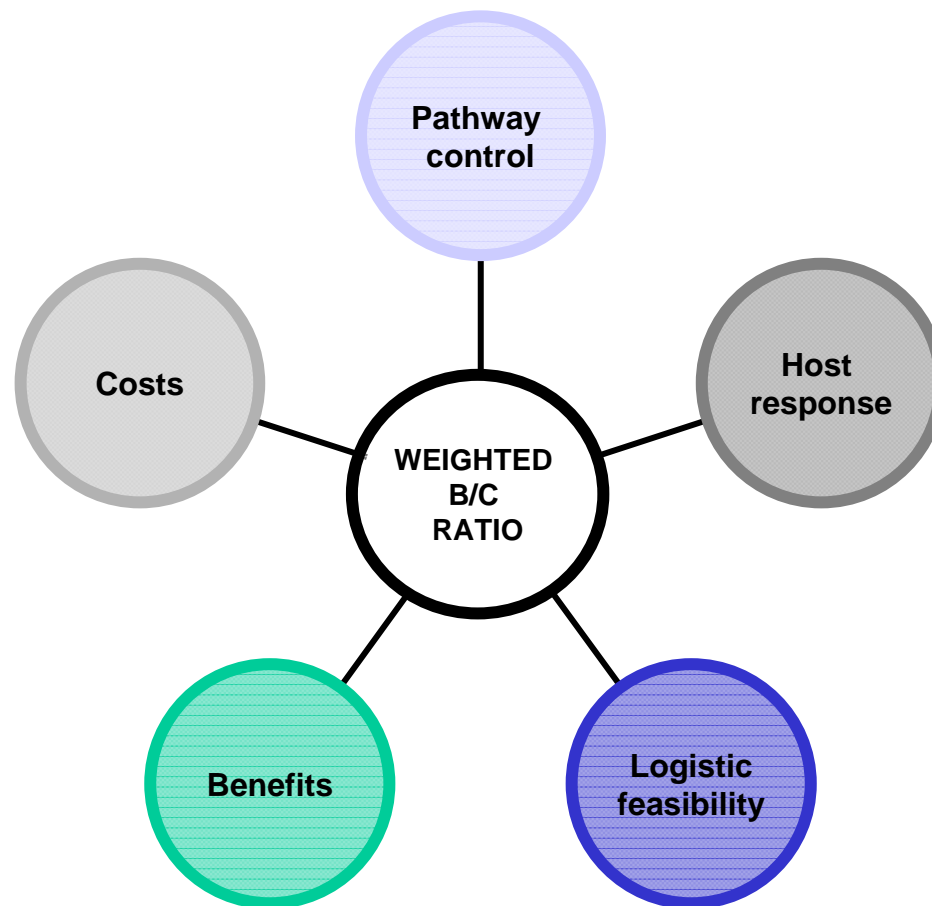 Pathway
control
Costs
Host
response
WEIGHTED
B/C
RATIO
Benefits
Logistic
feasibility